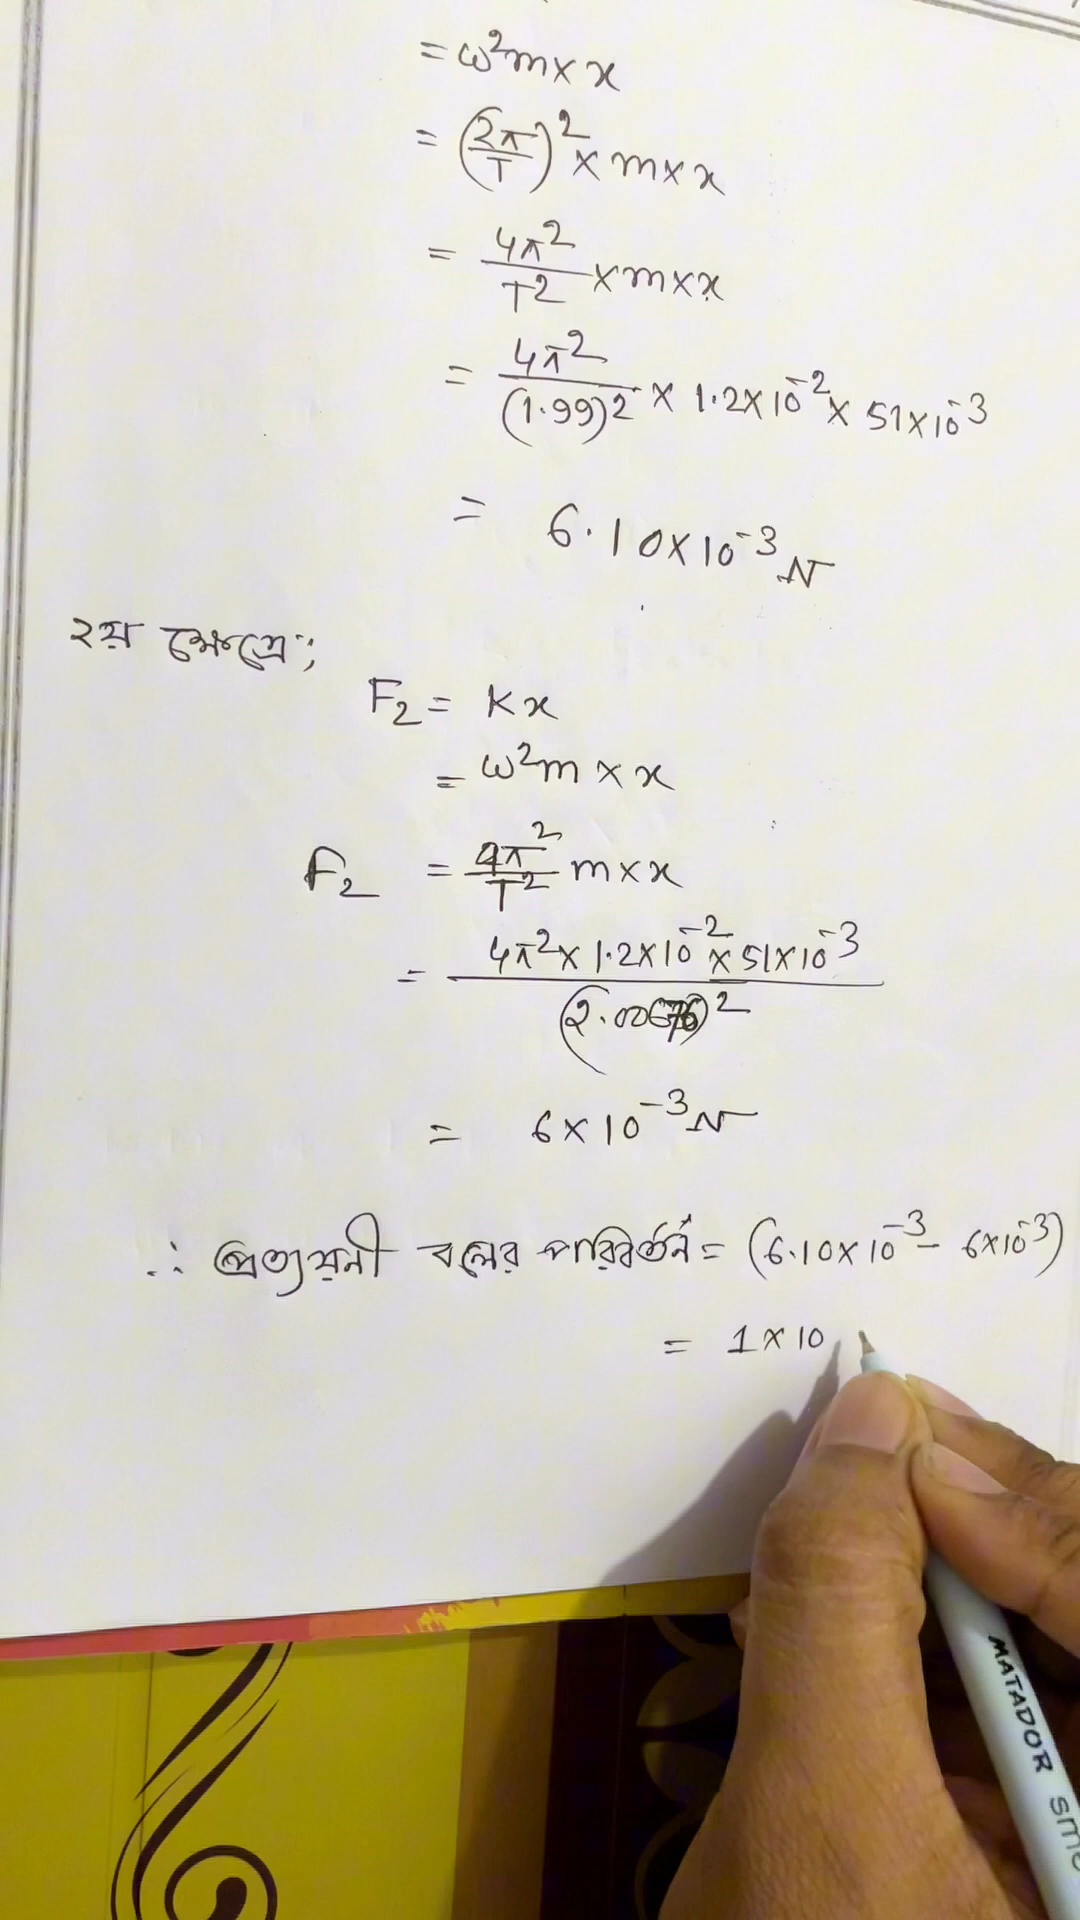 = ω²m×x
= (2π/T)² × m×x
= 4π²/T² × m×x
= 4π²/(1.99)² × 1.2×10⁻² × 51×10⁻³
= 6.10×10⁻³ N
২য় ক্ষেত্রে;
F₂ = Kx
= ω²m × x
F₂ = 4π²/T² m×x
= 4π²×1.2×10⁻²×51×10⁻³/(2.00676)²
= 6×10⁻³ N
∴ প্রত্যয়নী বলের পরিবর্তন = (6.10×10⁻³ - 6×10⁻³)
= 1×10
MATADOR